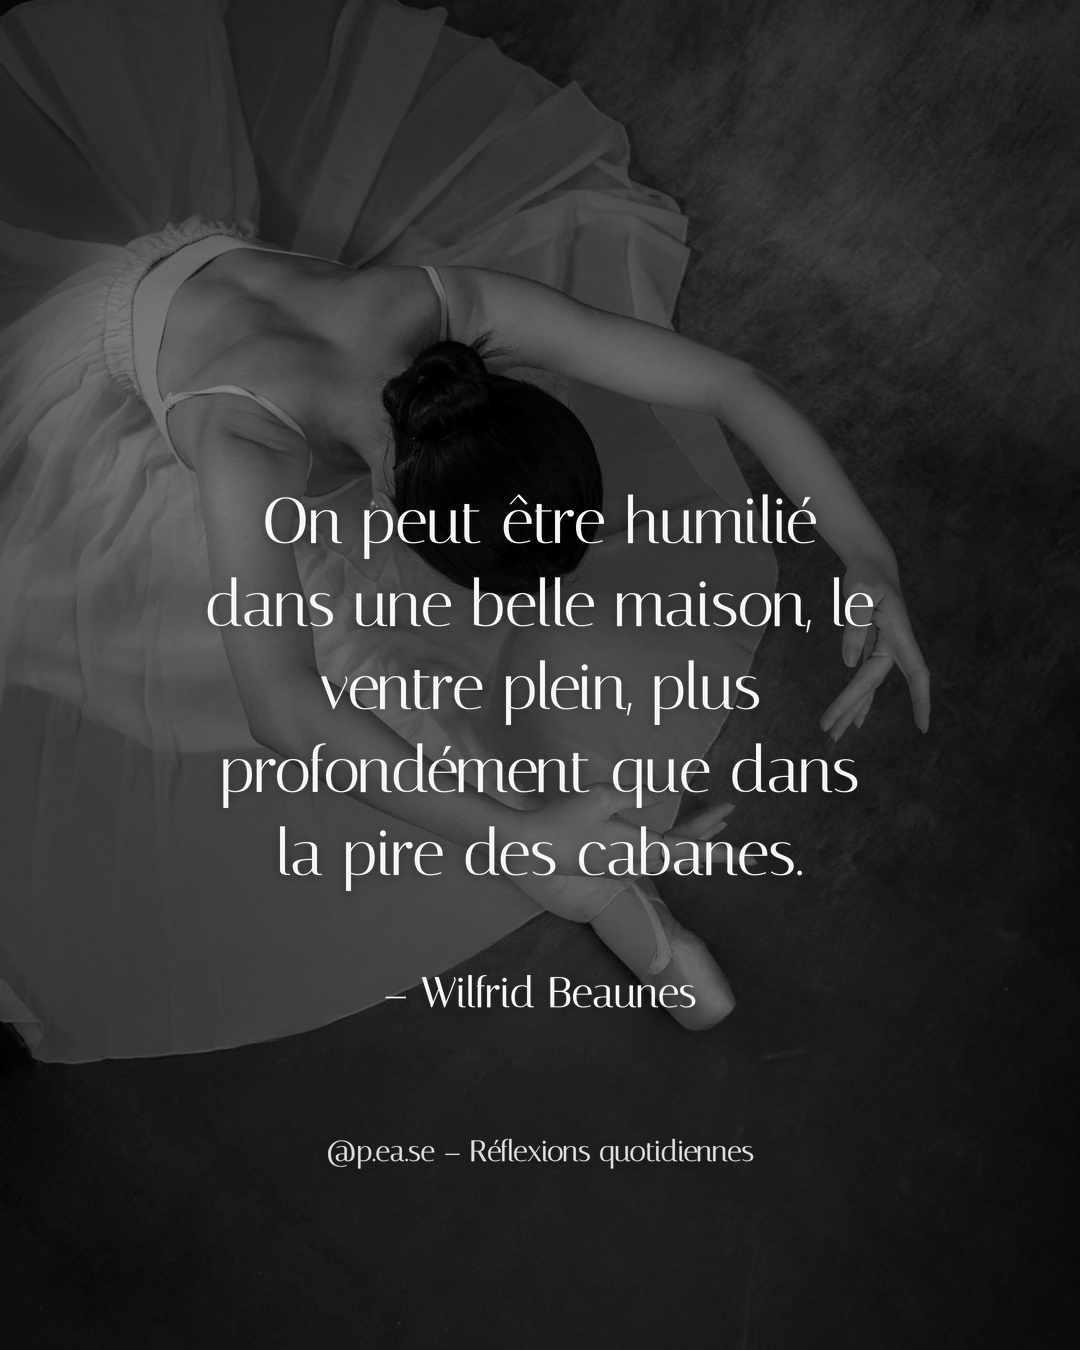 On peut être humilié
dans une belle maison, le
ventre plein, plus
profondément que dans
la pire des cabanes.
– Wilfrid Beaunes
@p.ea.se – Réflexions quotidiennes